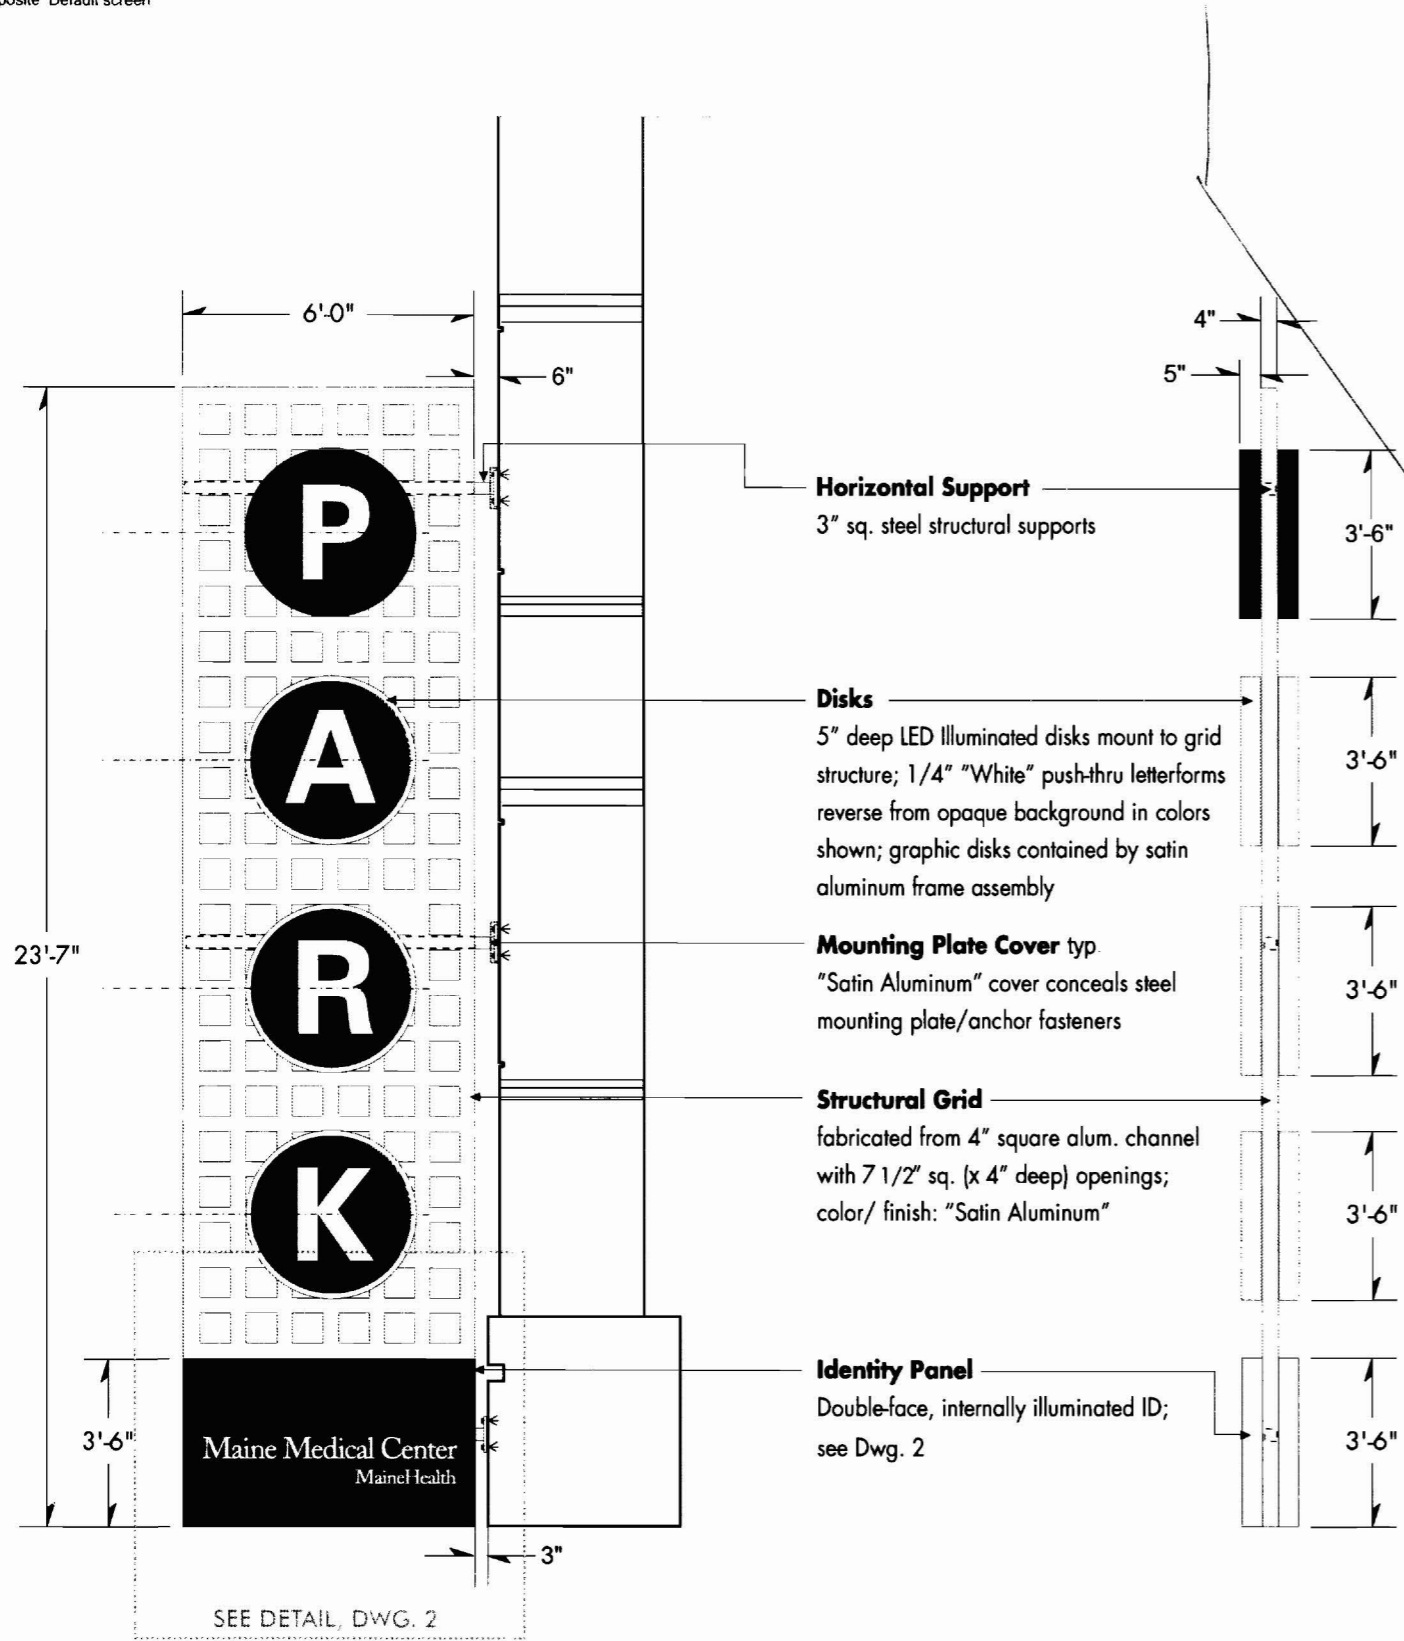 Default screen
6'-0"
6"
4"
5"
P
A
R
K
23'-7"
3'-6"
Maine Medical Center
MaineHealth
3"
SEE DETAIL, DWG. 2
Horizontal Support
3" sq. steel structural supports
Disks
5" deep LED Illuminated disks mount to grid
structure; 1/4" "White" push-thru letterforms
reverse from opaque background in colors
shown; graphic disks contained by satin
aluminum frame assembly
Mounting Plate Cover typ.
"Satin Aluminum" cover conceals steel
mounting plate/anchor fasteners
Structural Grid
fabricated from 4" square alum. channel
with 7 1/2" sq. (x 4" deep) openings;
color/ finish: "Satin Aluminum"
Identity Panel
Double-face, internally illuminated ID;
see Dwg. 2
3'-6"
3'-6"
3'-6"
3'-6"
3'-6"